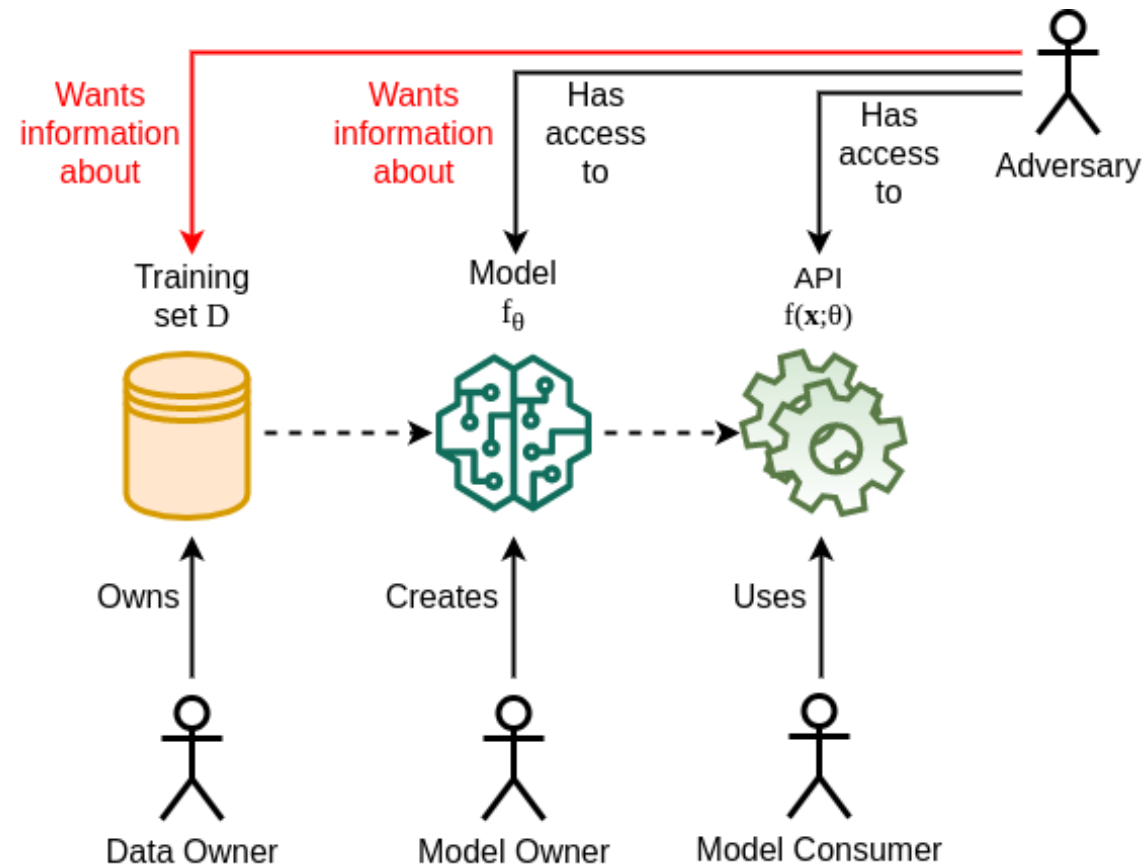 Wants
information
about
Wants
information
about
Has
access
to
Has
access
to
Adversary
Training
set D
Model
fθ
API
f(x;θ)
Owns
Creates
Uses
Data Owner
Model Owner
Model Consumer